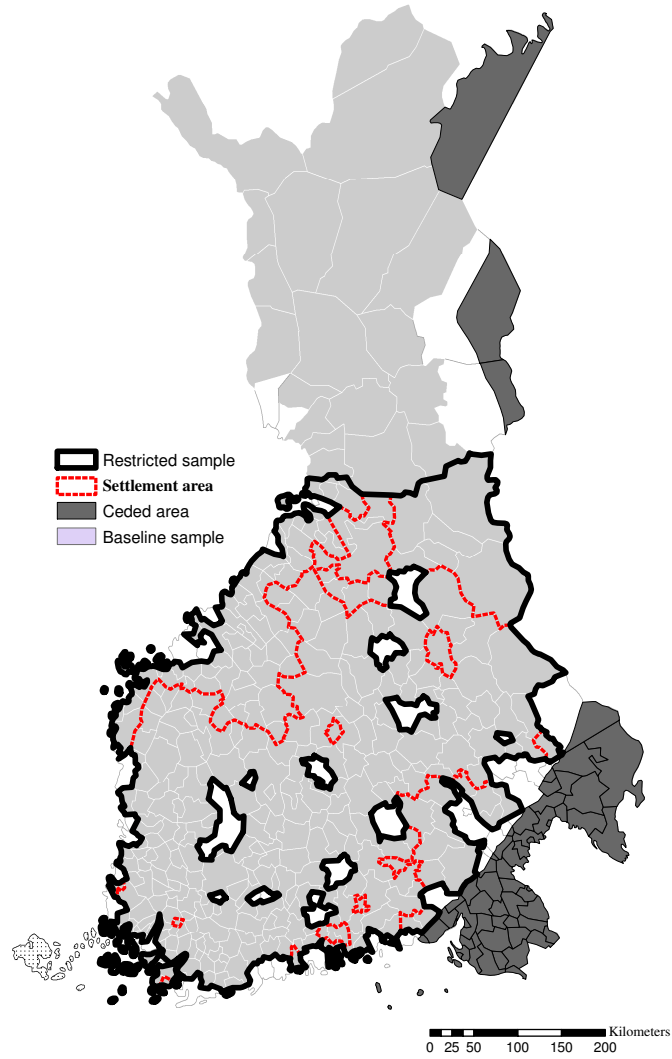 Restricted sample
Settlement area
Ceded area
Baseline sample
Kilometers
0 25 50 100 150 200